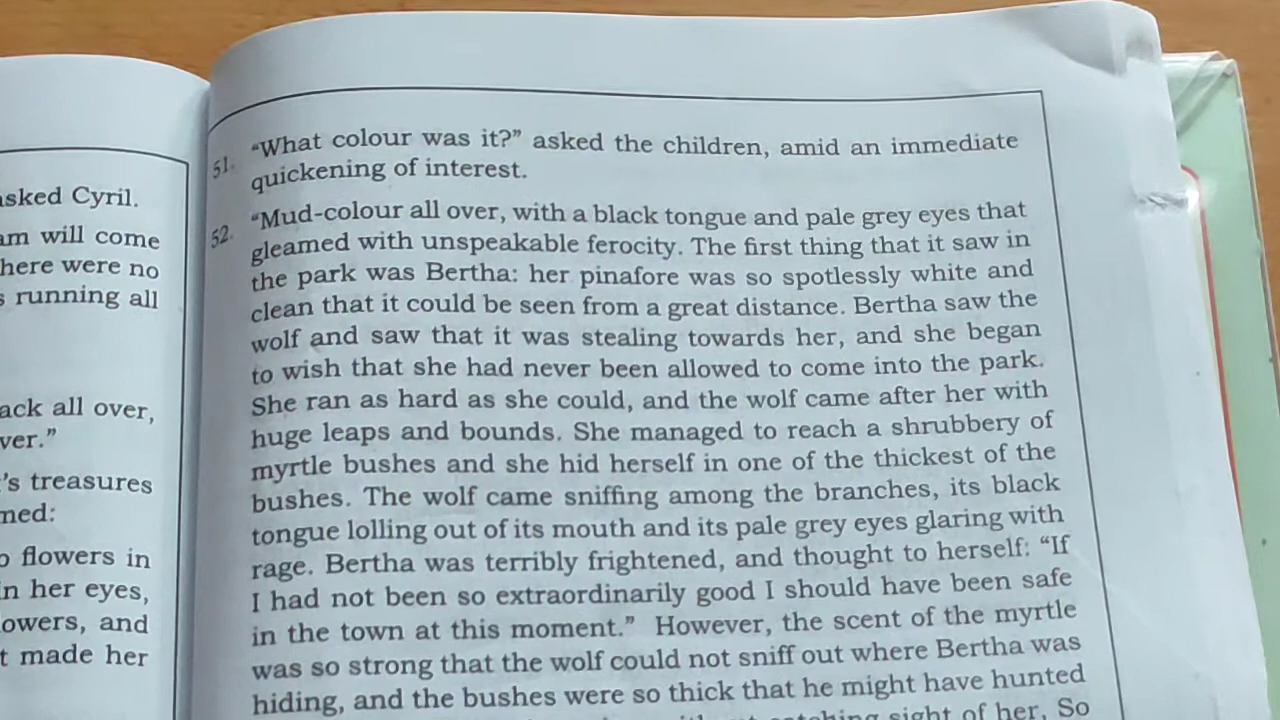 asked Cyril.
will come
here were no
running all
ack all over,
ver."
's treasures
med:
flowers in
in her eyes,
owers, and
t made her
51. "What colour was it?" asked the children, amid an immediate
quickening of interest.
52. "Mud-colour all over, with a black tongue and pale grey eyes that
gleamed with unspeakable ferocity. The first thing that it saw in
the park was Bertha: her pinafore was so spotlessly white and
clean that it could be seen from a great distance. Bertha saw the
wolf and saw that it was stealing towards her, and she began
to wish that she had never been allowed to come into the park.
She ran as hard as she could, and the wolf came after her with
huge leaps and bounds. She managed to reach a shrubbery of
myrtle bushes and she hid herself in one of the thickest of the
bushes. The wolf came sniffing among the branches, its black
tongue lolling out of its mouth and its pale grey eyes glaring with
rage. Bertha was terribly frightened, and thought to herself: "If
I had not been so extraordinarily good I should have been safe
in the town at this moment." However, the scent of the myrtle
was so strong that the wolf could not sniff out where Bertha was
hiding, and the bushes were so thick that he might have hunted
sight of her. So